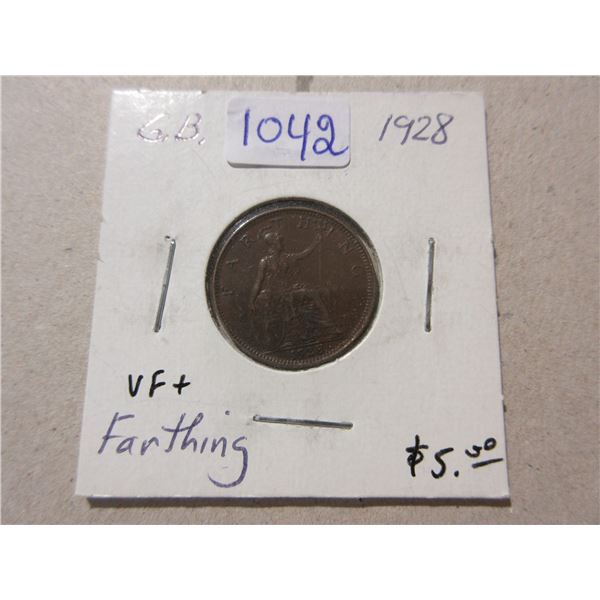 G.B. 1042 1928
FARTHING
VF+
Farthing
$5.00